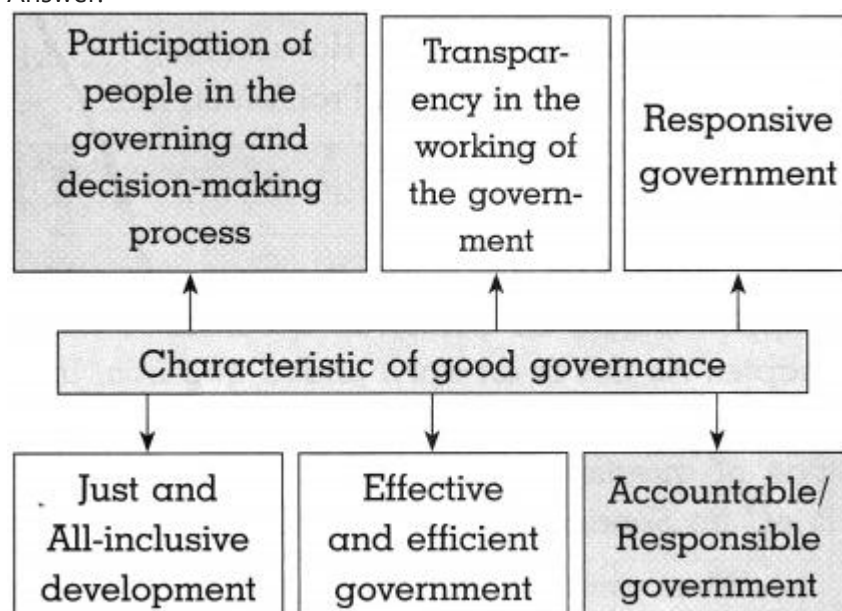 Answer:
Participation of
people in the
governing and
decision-making
process
Transpar-
ency in the
working of
the govern-
ment
Responsive
government
Characteristic of good governance
Just and
All-inclusive
development
Effective
and efficient
government
Accountable/
Responsible
government